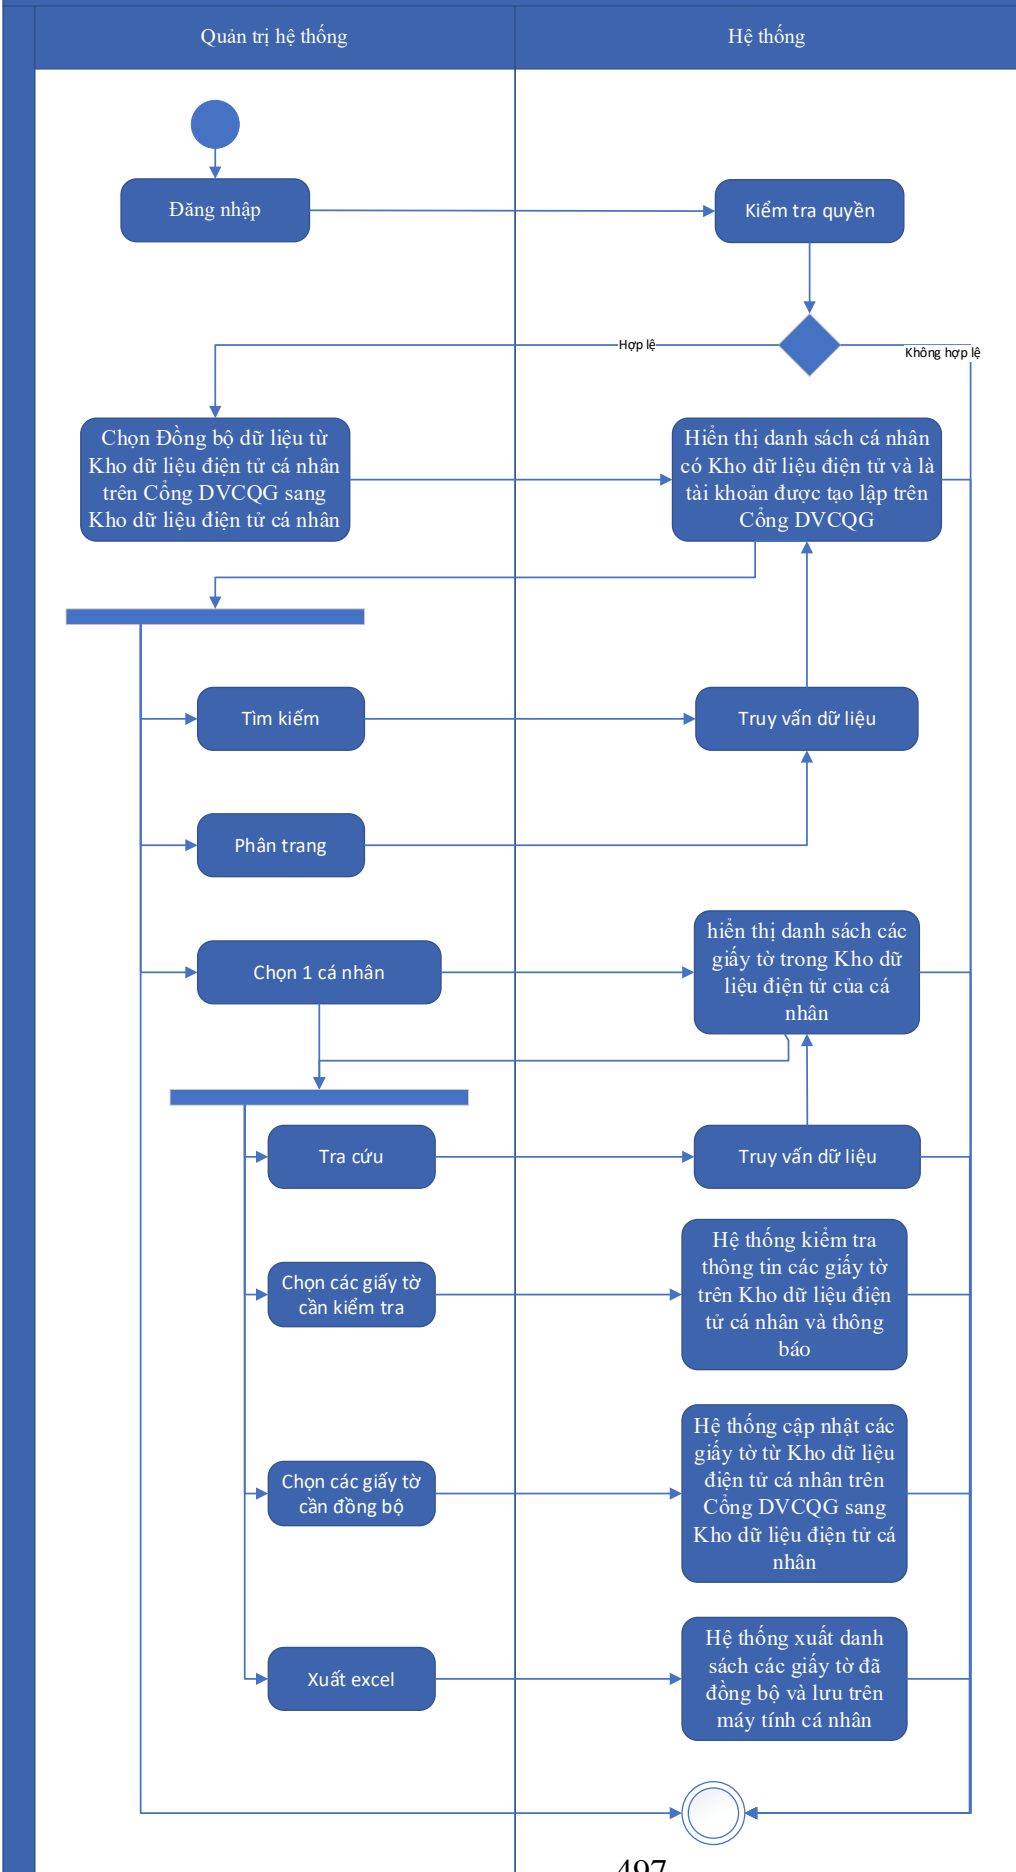 Quản trị hệ thống
Hệ thống
Đăng nhập
Kiểm tra quyền
Hợp lệ
Không hợp lệ
Chọn Đồng bộ dữ liệu từ
Kho dữ liệu điện tử cá nhân
trên Cổng DVCQG sang
Kho dữ liệu điện tử cá nhân
Hiển thị danh sách cá nhân
có Kho dữ liệu điện tử và là
tài khoản được tạo lập trên
Cổng DVCQG
Tìm kiếm
Truy vấn dữ liệu
Phân trang
Chọn 1 cá nhân
hiển thị danh sách các
giấy tờ trong Kho dữ
liệu điện tử của cá
nhân
Tra cứu
Truy vấn dữ liệu
Chọn các giấy tờ
cần kiểm tra
Hệ thống kiểm tra
thông tin các giấy tờ
trên Kho dữ liệu điện
tử cá nhân và thông
báo
Chọn các giấy tờ
cần đồng bộ
Hệ thống cập nhật các
giấy tờ từ Kho dữ liệu
điện tử cá nhân trên
Cổng DVCQG sang
Kho dữ liệu điện tử cá
nhân
Xuất excel
Hệ thống xuất danh
sách các giấy tờ đã
đồng bộ và lưu trên
máy tính cá nhân
497